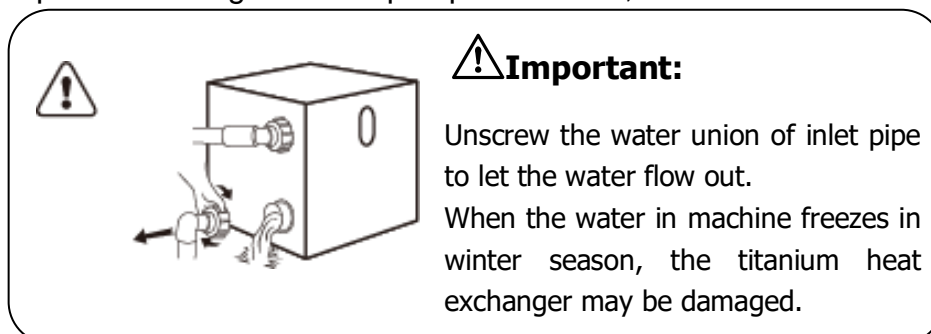 Important:
Unscrew the water union of inlet pipe
to let the water flow out.
When the water in machine freezes in
winter season, the titanium heat
exchanger may be damaged.